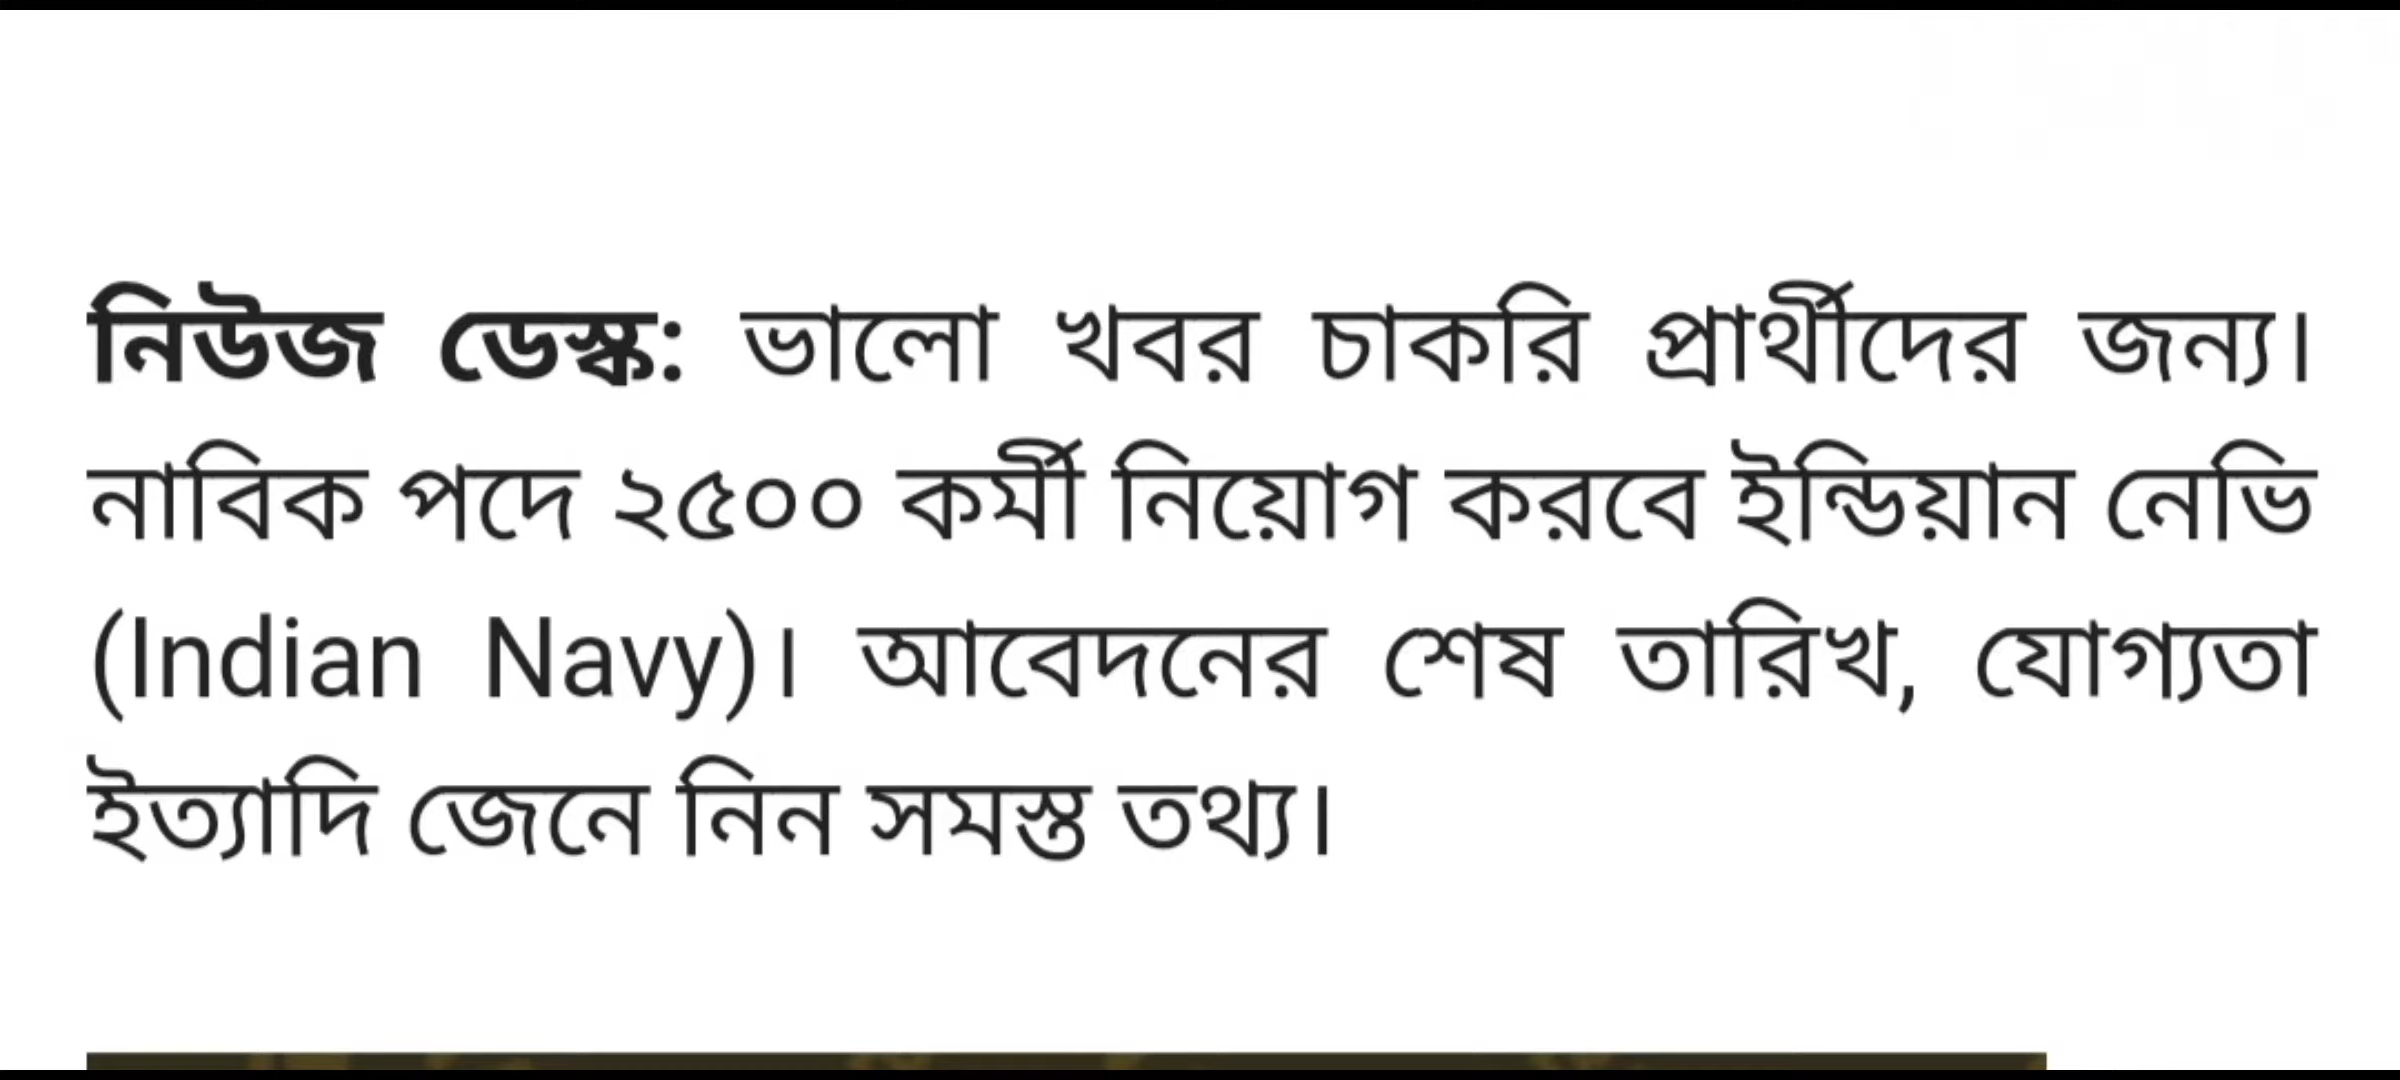 নিউজ ডেস্ক: ভালো খবর চাকরি প্রার্থীদের জন্য।
নাবিক পদে ২৫০০ কর্মী নিয়োগ করবে ইন্ডিয়ান নেভি
(Indian Navy)। আবেদনের শেষ তারিখ, যোগ্যতা
ইত্যাদি জেনে নিন সমস্ত তথ্য।